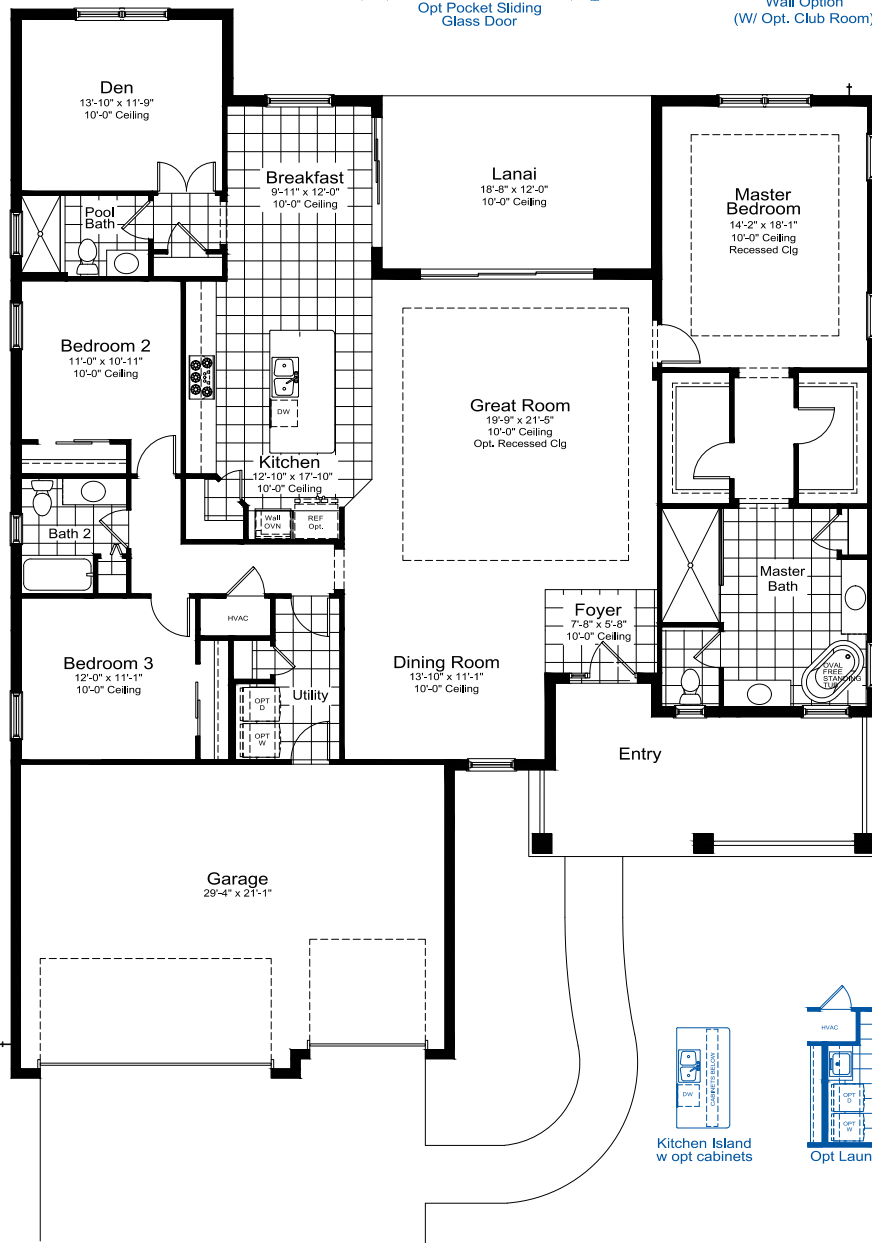 Opt Pocket Sliding
Glass Door
Wall Option
(W/ Opt. Club Room)
Den
13'-10" x 11'-9"
10'-0" Ceiling
Breakfast
9'-11" x 12'-0"
10'-0" Ceiling
Lanai
18'-8" x 12'-0"
10'-0" Ceiling
Master
Bedroom
14'-2" x 18'-1"
10'-0" Ceiling
Recessed Clg
Pool
Bath
Bedroom 2
11'-0" x 10'-11"
10'-0" Ceiling
DW
Great Room
19'-9" x 21'-5"
10'-0" Ceiling
Opt. Recessed Clg
Kitchen
12'-10" x 17'-10"
10'-0" Ceiling
Wall
OVN
REF
Opt.
Bath 2
Master
Bath
HVAC
Foyer
7'-8" x 5'-8"
10'-0" Ceiling
Bedroom 3
12'-0" x 11'-1"
10'-0" Ceiling
Dining Room
13'-10" x 11'-1"
10'-0" Ceiling
OVAL
FREE
STANDING
TUB
Utility
OPT
D
OPT
W
Entry
Garage
29'-4" x 21'-1"
CABINETS BELOW
DW
Kitchen Island
w opt cabinets
HVAC
OPT
D
OPT
W
Opt Laun